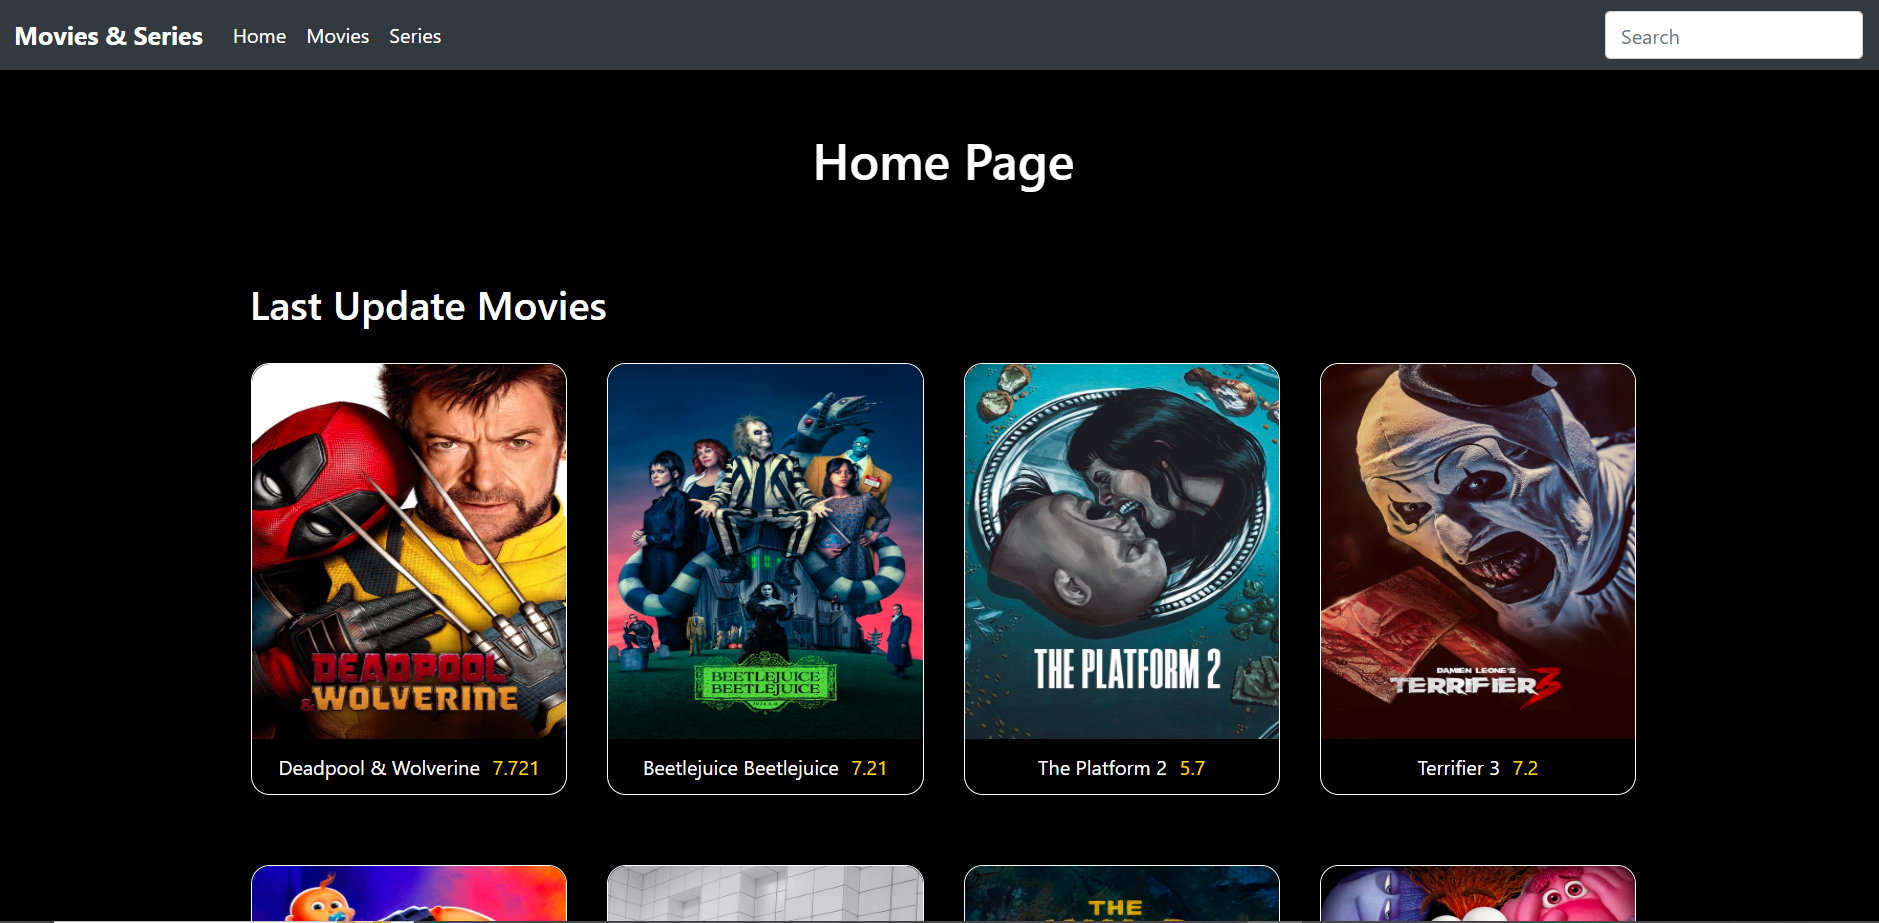 Movies & Series Home Movies Series Search
Home Page
Last Update Movies
DEADPOOL
& WOLVERINE
BEETLEJUICE
BEETLEJUICE
THE PLATFORM 2
DAMIEN LEONE'S
TERRIFIER 3
Deadpool & Wolverine 7.721
Beetlejuice Beetlejuice 7.21
The Platform 2 5.7
Terrifier 3 7.2
THE